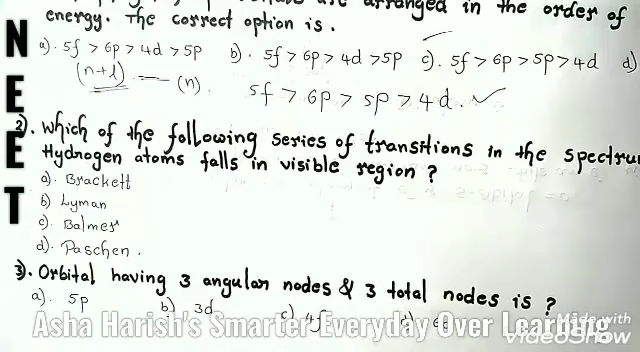 are arranged in the order of
energy. The correct option is.
a). 5f > 6p > 4d > 5p b). 5f > 6p > 4d > 5p c). 5f > 6p > 5p > 4d d)
(n+l) — (n).
5f > 6p > 5p > 4d ✓
2). Which of the following series of transitions in the spectrum
Hydrogen atoms falls in visible region ?
a). Brackett
b) Lyman
c). Balmer
d). Paschen.
3). Orbital having 3 angular nodes & 3 total nodes is ?
a). 5p b) 3d c) 4f d)
NEET
Asha Harish's Smarter Everyday Over Learning
Made with
VideoShow